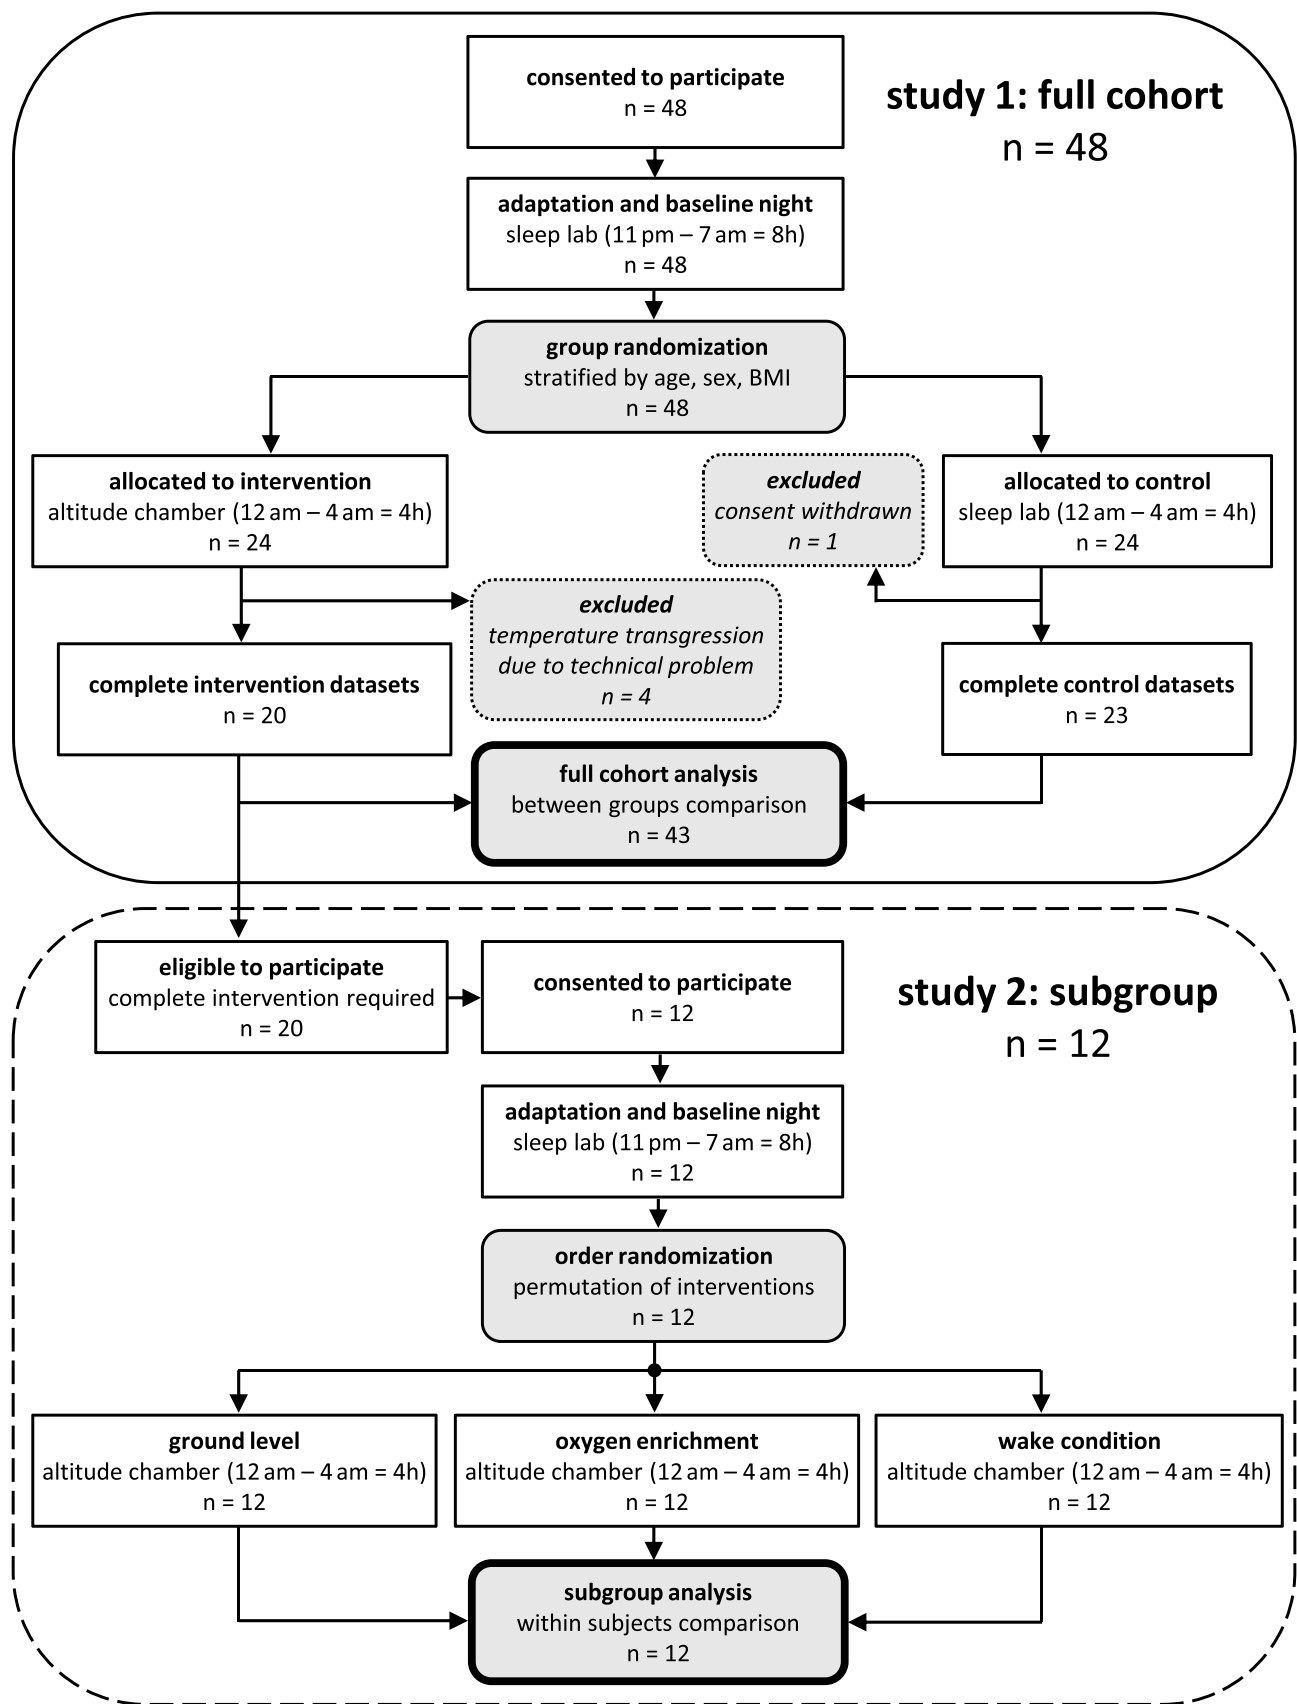 consented to participate
n = 48
study 1: full cohort
n = 48
adaptation and baseline night
sleep lab (11 pm – 7 am = 8h)
n = 48
group randomization
stratified by age, sex, BMI
n = 48
allocated to intervention
altitude chamber (12 am – 4 am = 4h)
n = 24
excluded
consent withdrawn
n = 1
allocated to control
sleep lab (12 am – 4 am = 4h)
n = 24
excluded
temperature transgression
due to technical problem
n = 4
complete intervention datasets
n = 20
complete control datasets
n = 23
full cohort analysis
between groups comparison
n = 43
eligible to participate
complete intervention required
n = 20
consented to participate
n = 12
study 2: subgroup
n = 12
adaptation and baseline night
sleep lab (11 pm – 7 am = 8h)
n = 12
order randomization
permutation of interventions
n = 12
ground level
altitude chamber (12 am – 4 am = 4h)
n = 12
oxygen enrichment
altitude chamber (12 am – 4 am = 4h)
n = 12
wake condition
altitude chamber (12 am – 4 am = 4h)
n = 12
subgroup analysis
within subjects comparison
n = 12